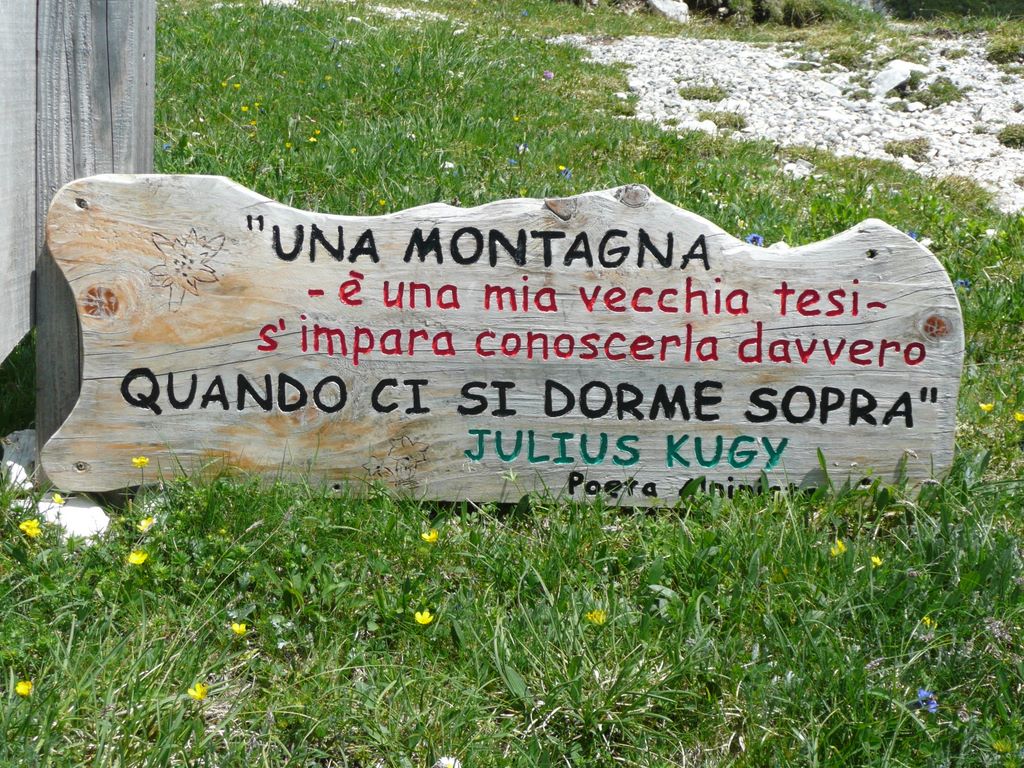 "UNA MONTAGNA
- è una mia vecchia tesi -
s'impara conoscerla davvero
QUANDO CI SI DORME SOPRA"
JULIUS KUGY